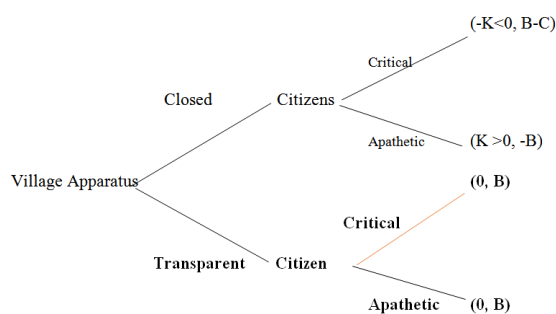 (-K<0, B-C)
Critical
Closed
Citizens
Apathetic
(K >0, -B)
Village Apparatus
(0, B)
Critical
Transparent
Citizen
Apathetic
(0, B)